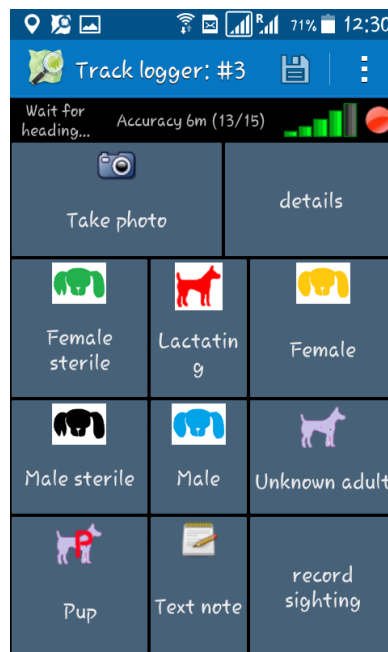 R 71% 12:30
Track logger: #3
Wait for
heading...
Accuracy 6m (13/15)
Take photo
details
Female
sterile
Lactatin
g
Female
Male sterile
Male
Unknown adult
P
Pup
Text note
record
sighting